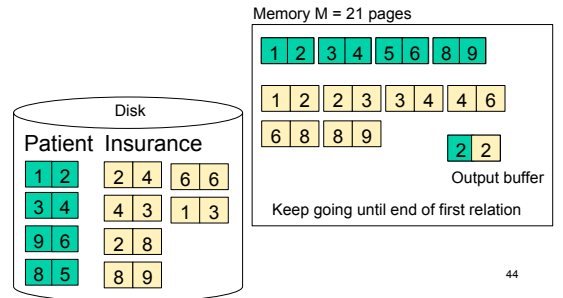 Memory M = 21 pages
1 2 3 4 5 6 8 9
1 2 2 3 3 4 4 6
6 8 8 9
2 2
Output buffer
Keep going until end of first relation
Disk
Patient Insurance
1 2 2 4 6 6
3 4 4 3 1 3
9 6 2 8
8 5 8 9
44